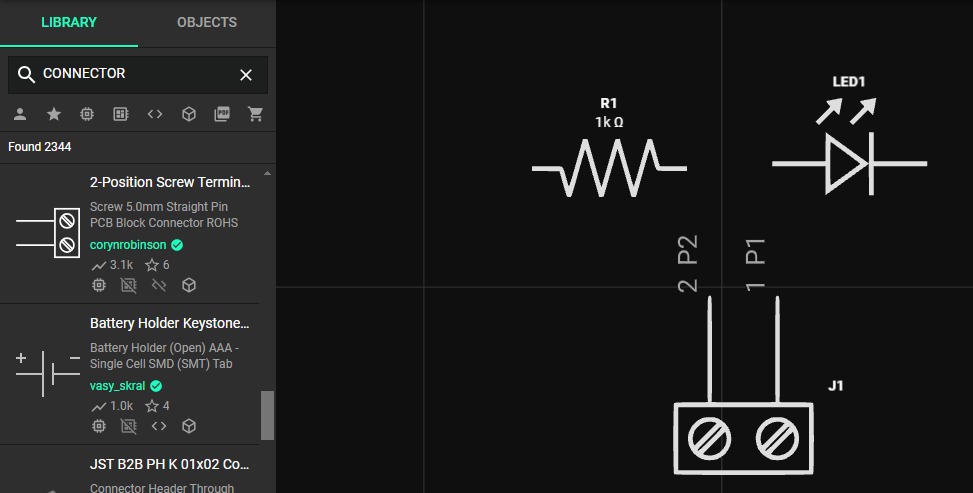 LIBRARY
OBJECTS
CONNECTOR
PDF
Found 2344
2-Position Screw Termin...
Screw 5.0mm Straight Pin
PCB Block Connector ROHS
corynrobinson
3.1k
6
Battery Holder Keystone...
Battery Holder (Open) AAA -
Single Cell SMD (SMT) Tab
vasy_skral
1.0k
4
JST B2B PH K 01x02 Co...
Connector Header Through
R1
1k Ω
LED1
2 P2
1 P1
J1